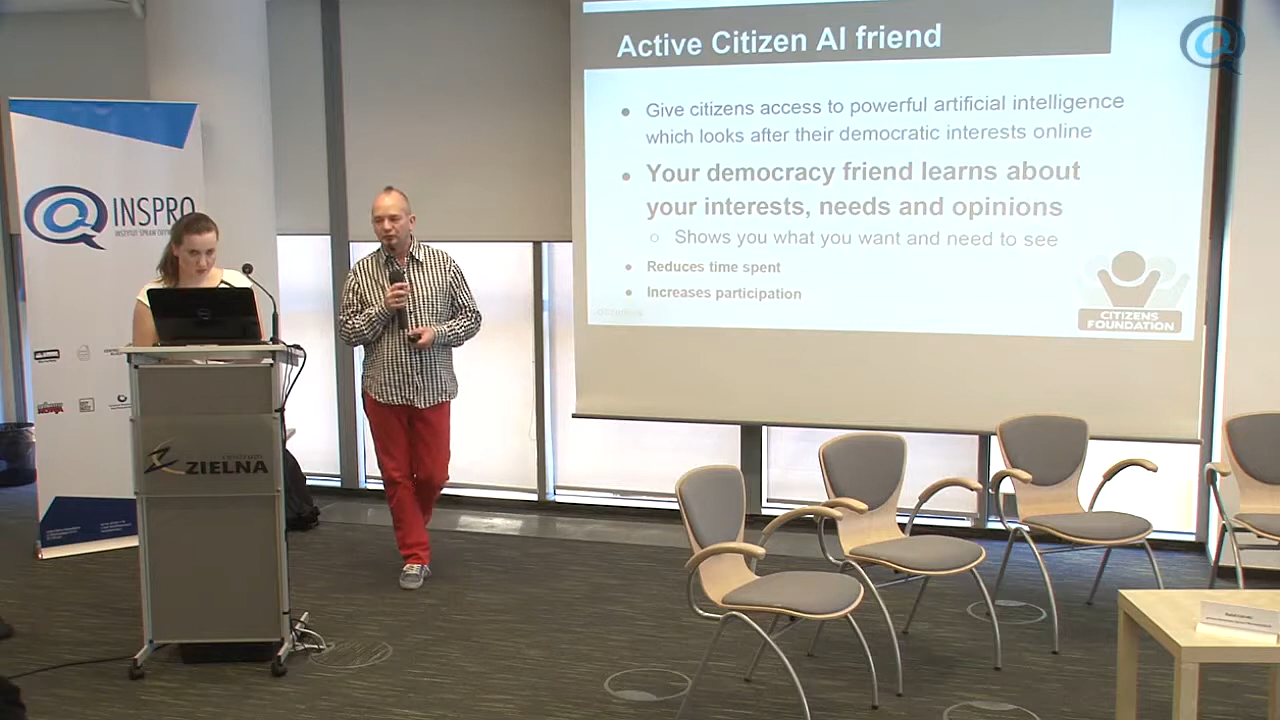 Active Citizen AI friend
Give citizens access to powerful artificial intelligence
which looks after their democratic interests online
Your democracy friend learns about
your interests, needs and opinions
Shows you what you want and need to see
Reduces time spent
Increases participation
CITIZENS
FOUNDATION
INSPRO
ZIELNA